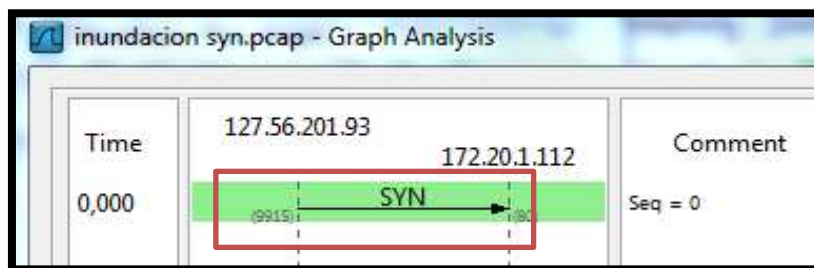 inundacion syn.pcap - Graph Analysis
127.56.201.93
Time
172.20.1.112
Comment
0,000
SYN
Seq = 0
(9915)
(80)